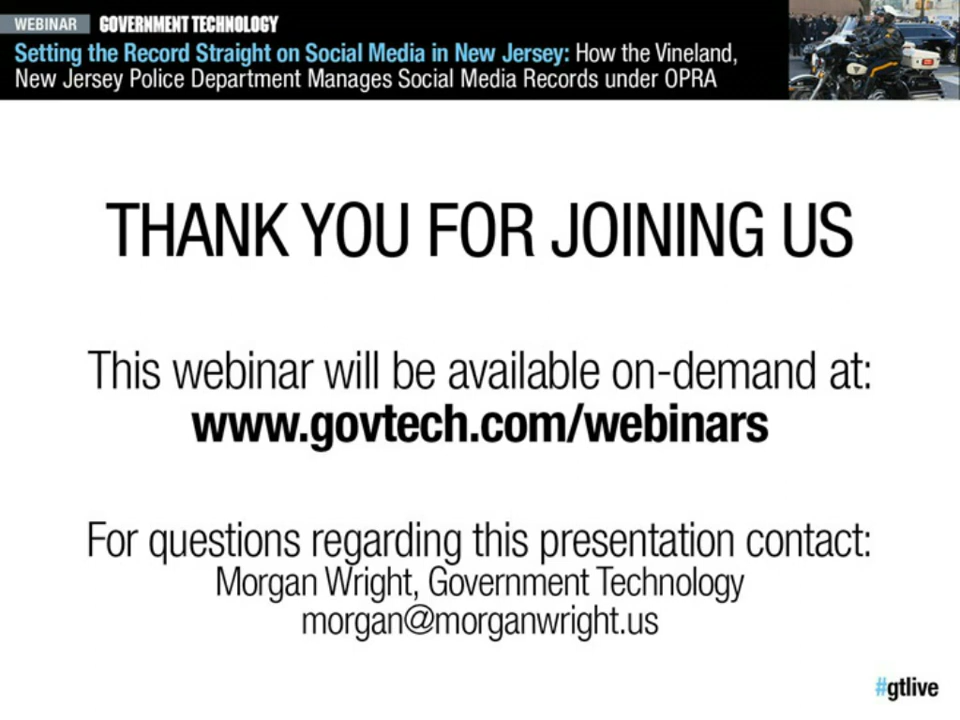 WEBINAR GOVERNMENT TECHNOLOGY
Setting the Record Straight on Social Media in New Jersey: How the Vineland,
New Jersey Police Department Manages Social Media Records under OPRA
THANK YOU FOR JOINING US
This webinar will be available on-demand at:
www.govtech.com/webinars
For questions regarding this presentation contact:
Morgan Wright, Government Technology
morgan@morganwright.us
#gtlive